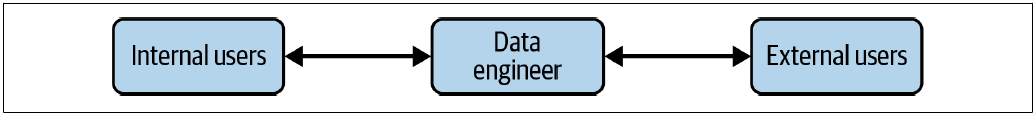 Internal users
Data
engineer
External users